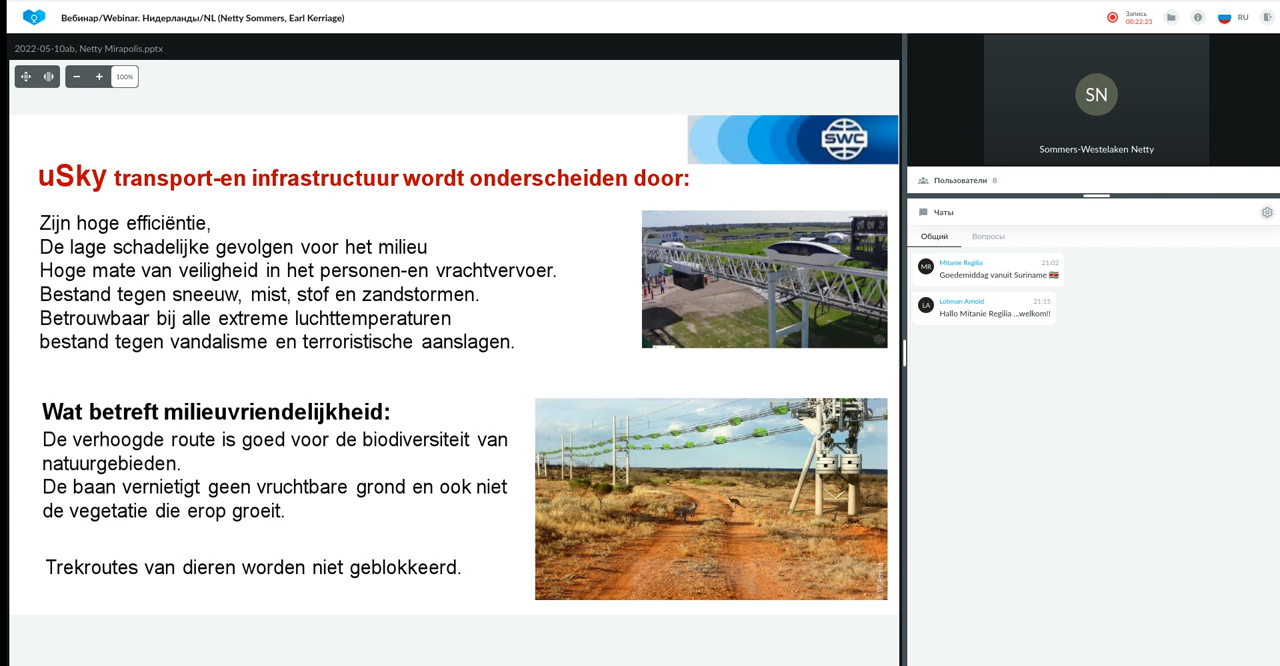 Вебинар/Webinar. Нидерланды/NL (Netty Sommers, Earl Kerriage)
Запись
00:22:23
RU
2022-05-10ab, Netty Mirapolis.pptx
100%
SWC
uSky transport-en infrastructuur wordt onderscheiden door:
Zijn hoge efficiëntie,
De lage schadelijke gevolgen voor het milieu
Hoge mate van veiligheid in het personen-en vrachtvervoer.
Bestand tegen sneeuw, mist, stof en zandstormen.
Betrouwbaar bij alle extreme luchttemperaturen
bestand tegen vandalisme en terroristische aanslagen.
Wat betreft milieuvriendelijkheid:
De verhoogde route is goed voor de biodiversiteit van
natuurgebieden.
De baan vernietigt geen vruchtbare grond en ook niet
de vegetatie die erop groeit.
Trekroutes van dieren worden niet geblokkeerd.
SN
Sommers-Westelaken Netty
Пользователи 8
Чаты
Общий Вопросы
MR Mitanie Regilia 21:02
Goedemiddag vanuit Suriname 🇸🇷
LA Lobman Arnold 21:15
Hallo Mitanie Regilia ...welkom!!